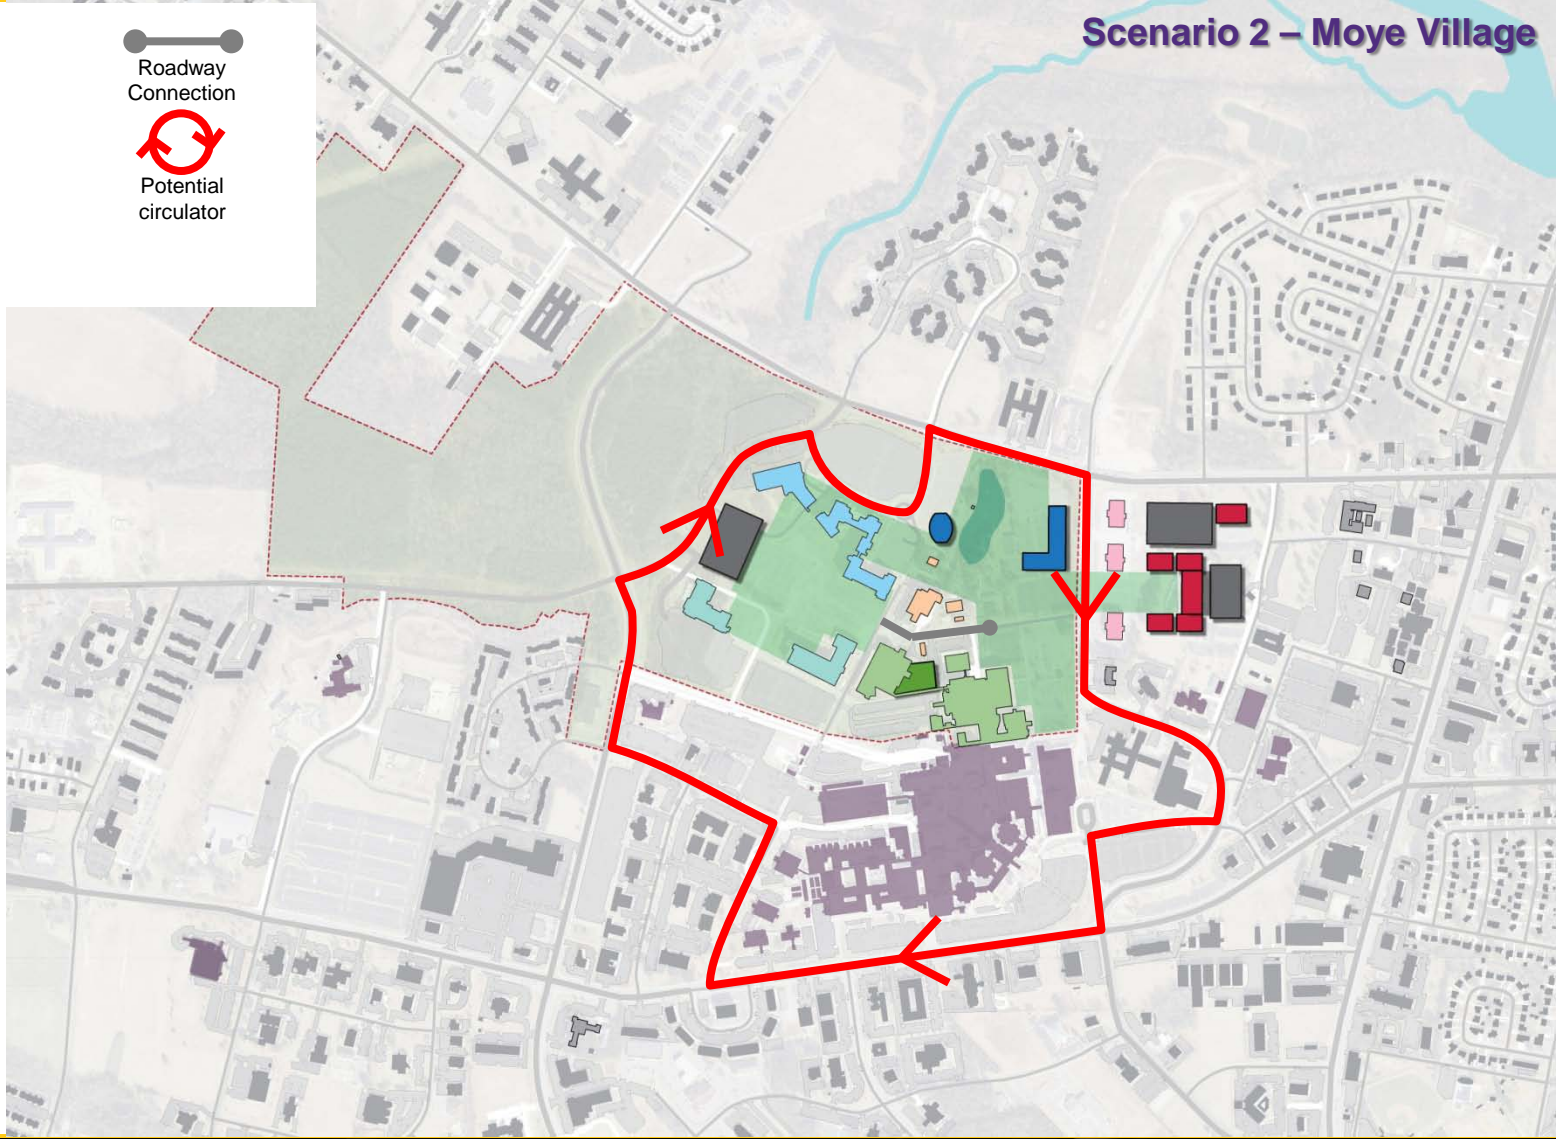 Scenario 2 – Moye Village
Roadway
Connection
Potential
circulator